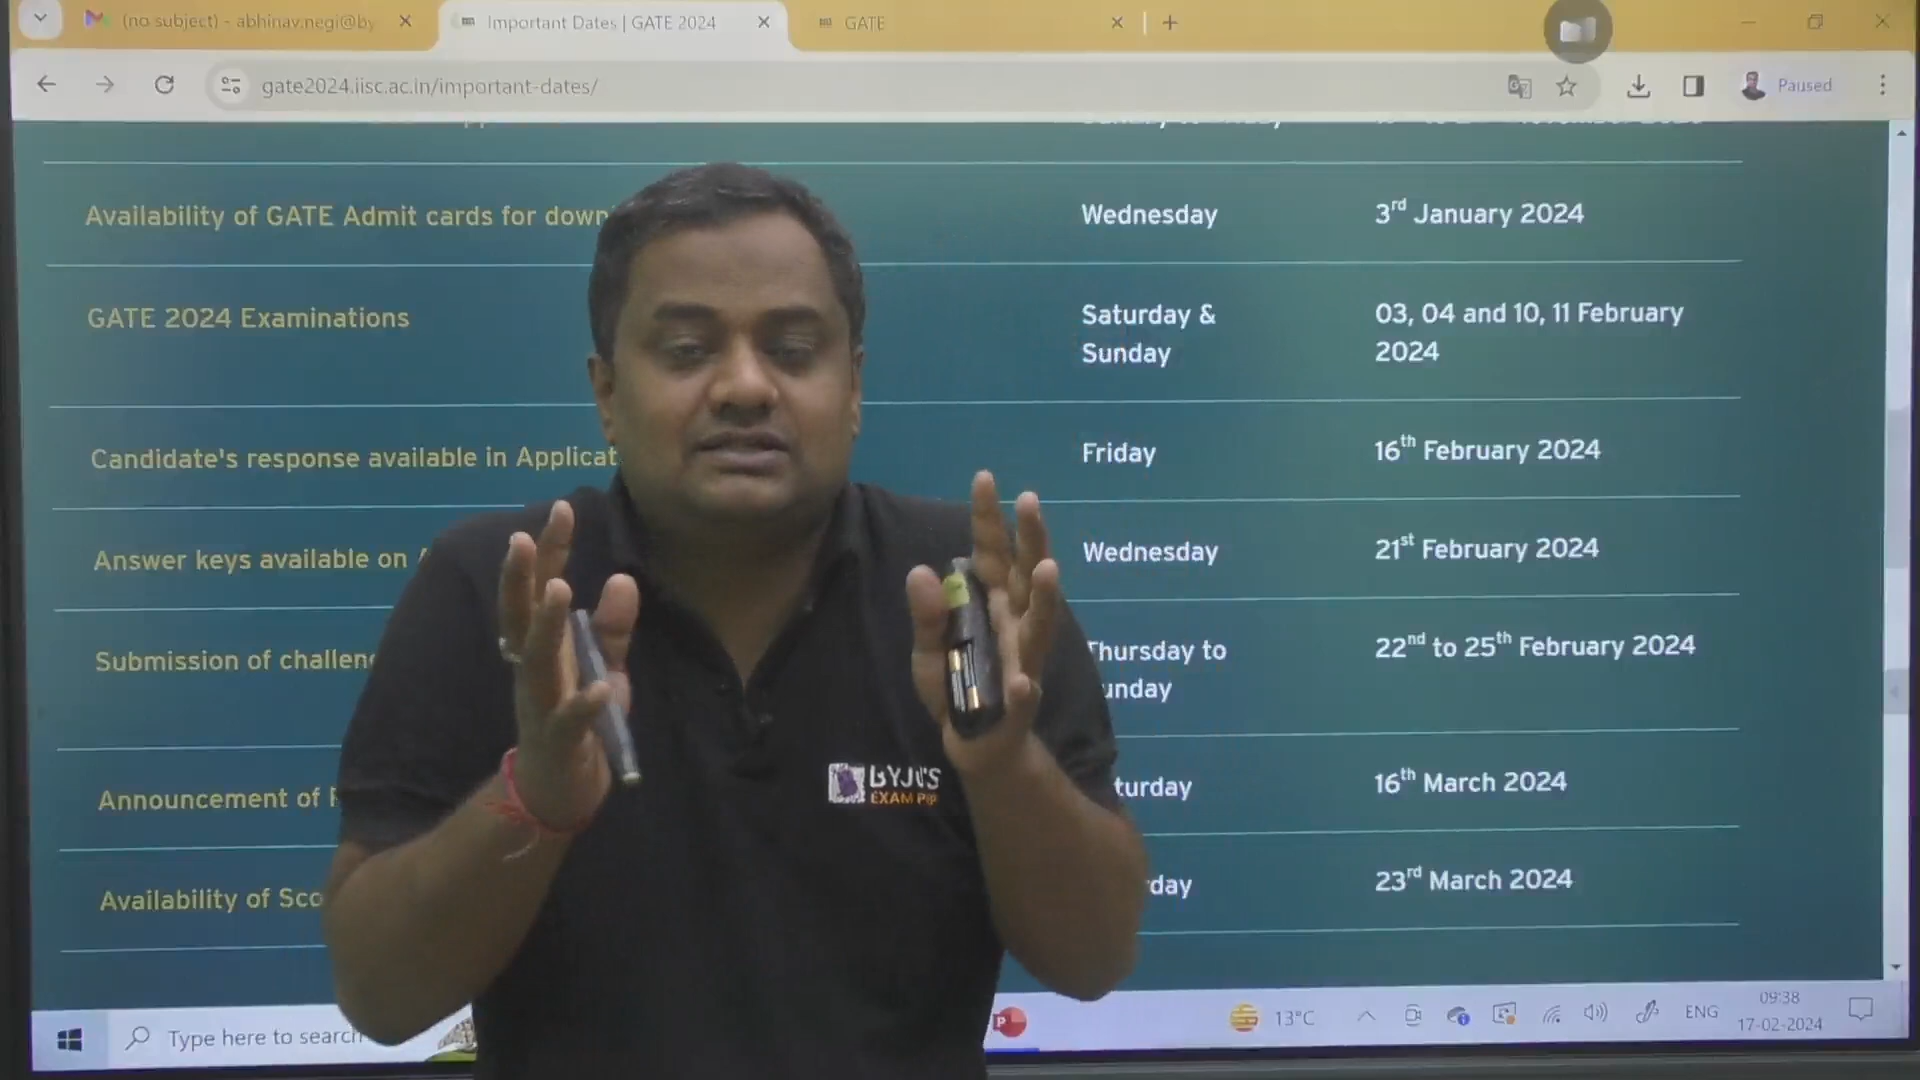 (no subject) - abhinav.negi@by
Important Dates | GATE 2024
GATE
gate2024.iisc.ac.in/important-dates/
Paused
Availability of GATE Admit cards for
Wednesday
3rd January 2024
GATE 2024 Examinations
Saturday &
Sunday
03, 04 and 10, 11 February
2024
Candidate's response available in Applicat
Friday
16th February 2024
Answer keys available on
Wednesday
21st February 2024
Submission of
Thursday to
unday
22nd to 25th February 2024
Announcement of
turday
16th March 2024
Availability of Sco
day
23rd March 2024
BYJU'S
EXAM PREP
Type here to search
13°C
ENG
09:38
17-02-2024